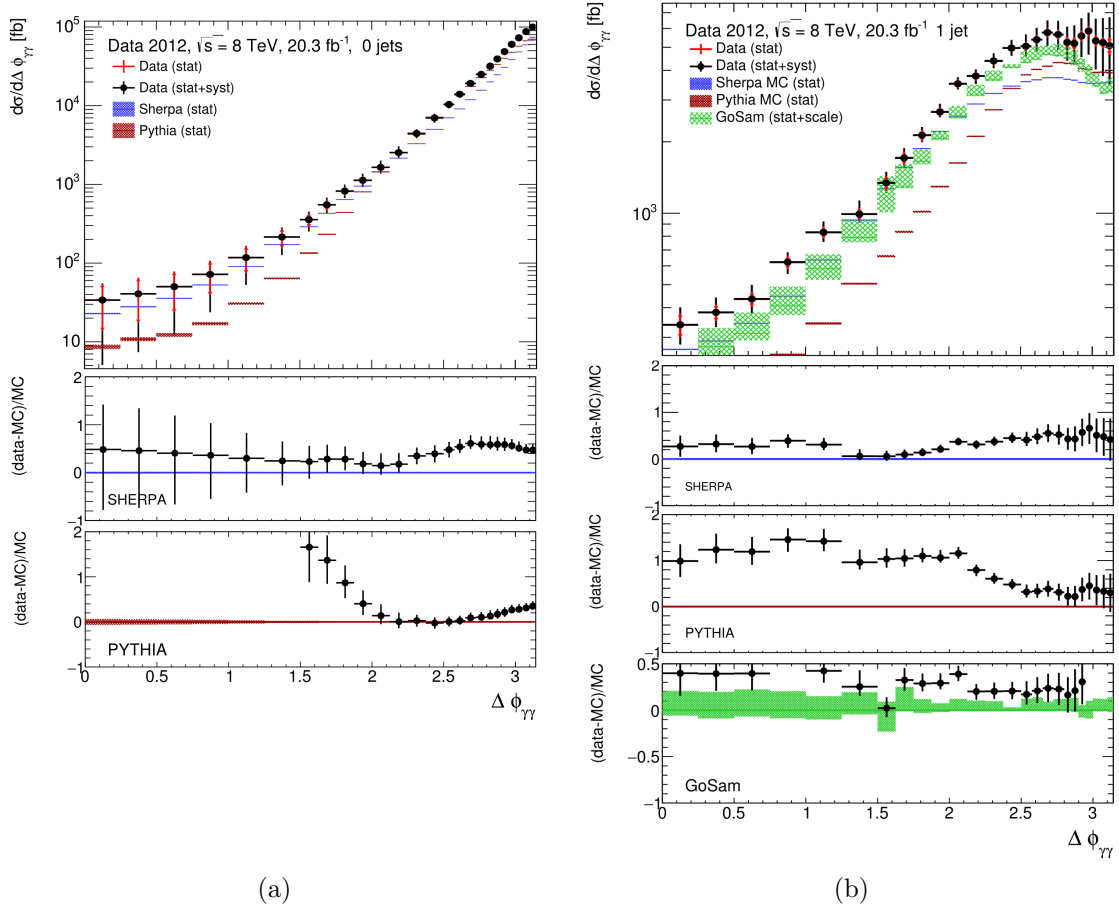 dσ/dΔ ϕγγ [fb]
Data 2012, √s = 8 TeV, 20.3 fb⁻¹, 0 jets
Data (stat)
Data (stat+syst)
Sherpa (stat)
Pythia (stat)
10⁵
10⁴
10³
10²
10
(data-MC)/MC
2
1
0
−1
SHERPA
(data-MC)/MC
2
1
0
−1
PYTHIA
0 0.5 1 1.5 2 2.5 3
Δ ϕγγ
(a)
dσ/dΔ ϕγγ [fb]
Data 2012, √s = 8 TeV, 20.3 fb⁻¹ 1 jet
Data (stat)
Data (stat+syst)
Sherpa MC (stat)
Pythia MC (stat)
GoSam (stat+scale)
10³
(data-MC)/MC
2
1
0
−1
SHERPA
(data-MC)/MC
2
1
0
−1
PYTHIA
(data-MC)/MC
0.5
0
−0.5
−1
GoSam
0 0.5 1 1.5 2 2.5 3
Δ ϕγγ
(b)